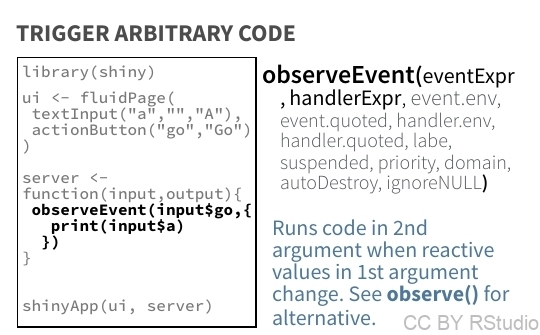 TRIGGER ARBITRARY CODE
library(shiny)
ui <- fluidPage(
textInput("a","","A"),
actionButton("go","Go")
)
server <-
function(input,output){
observeEvent(input$go,{
print(input$a)
})
}
shinyApp(ui, server)
observeEvent(eventExpr
, handlerExpr, event.env,
event.quoted, handler.env,
handler.quoted, labe,
suspended, priority, domain,
autoDestroy, ignoreNULL)
Runs code in 2nd
argument when reactive
values in 1st argument
change. See observe() for
alternative.
CC BY RStudio